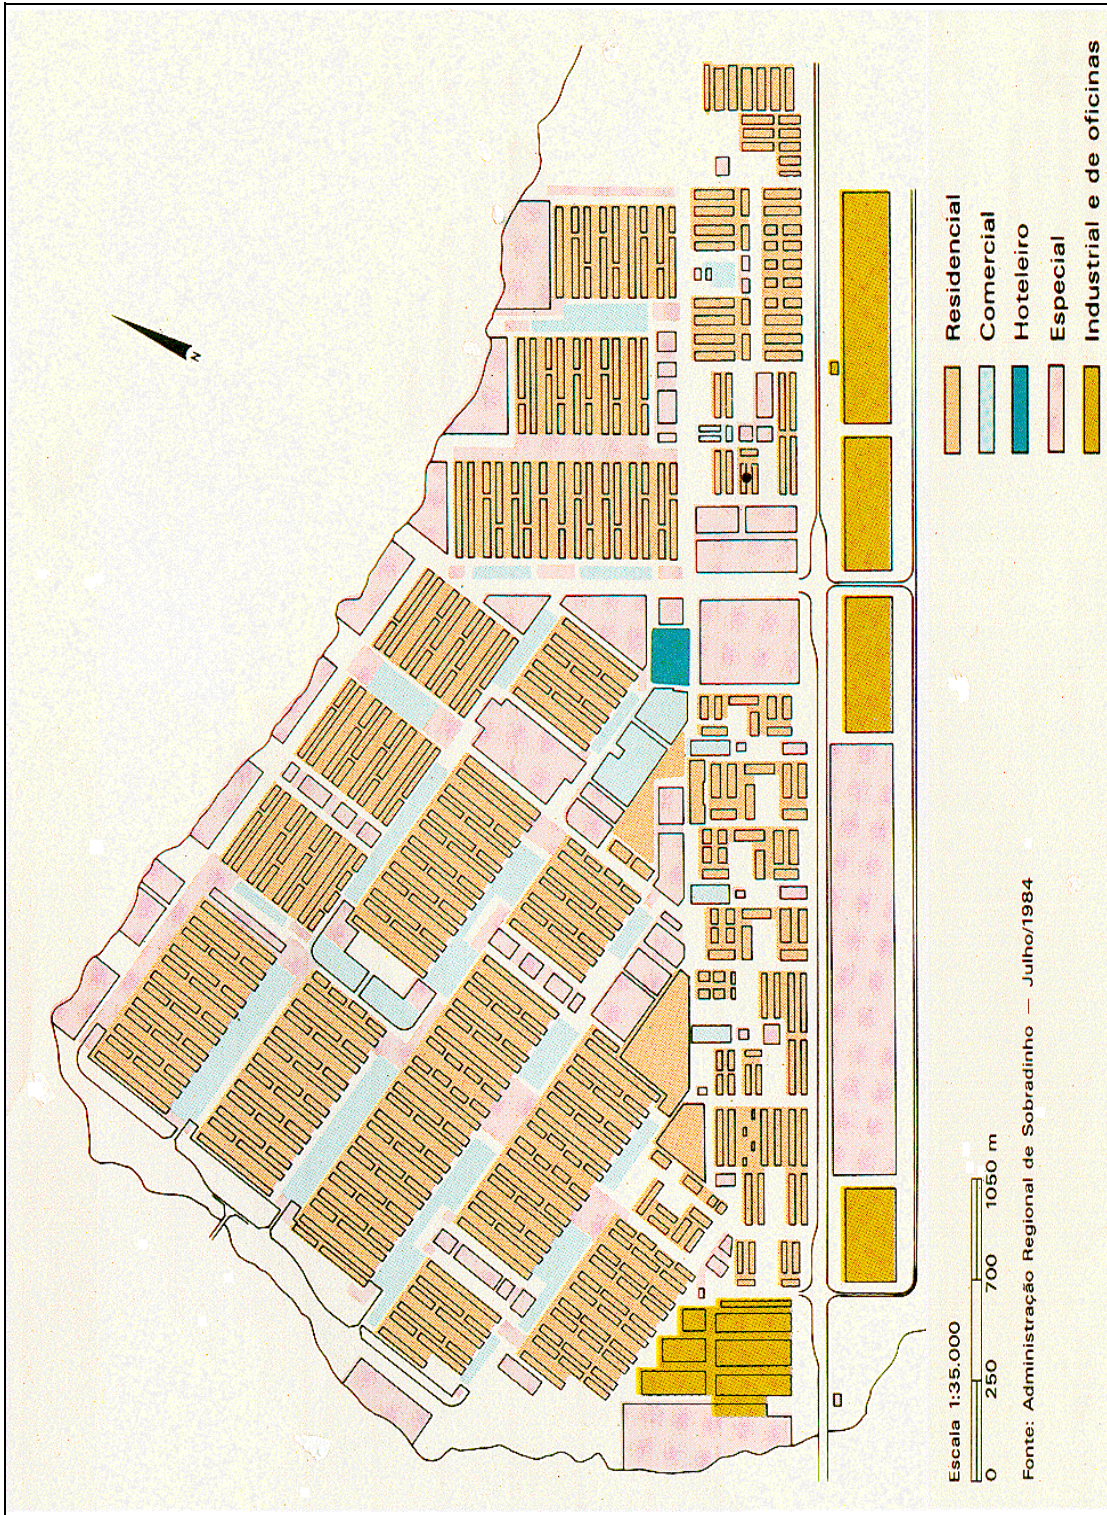 N
Residencial
Comercial
Hoteleiro
Especial
Industrial e de oficinas
Escala 1:35.000
0 250 700 1050 m
Fonte: Administração Regional de Sobradinho — Julho/1984